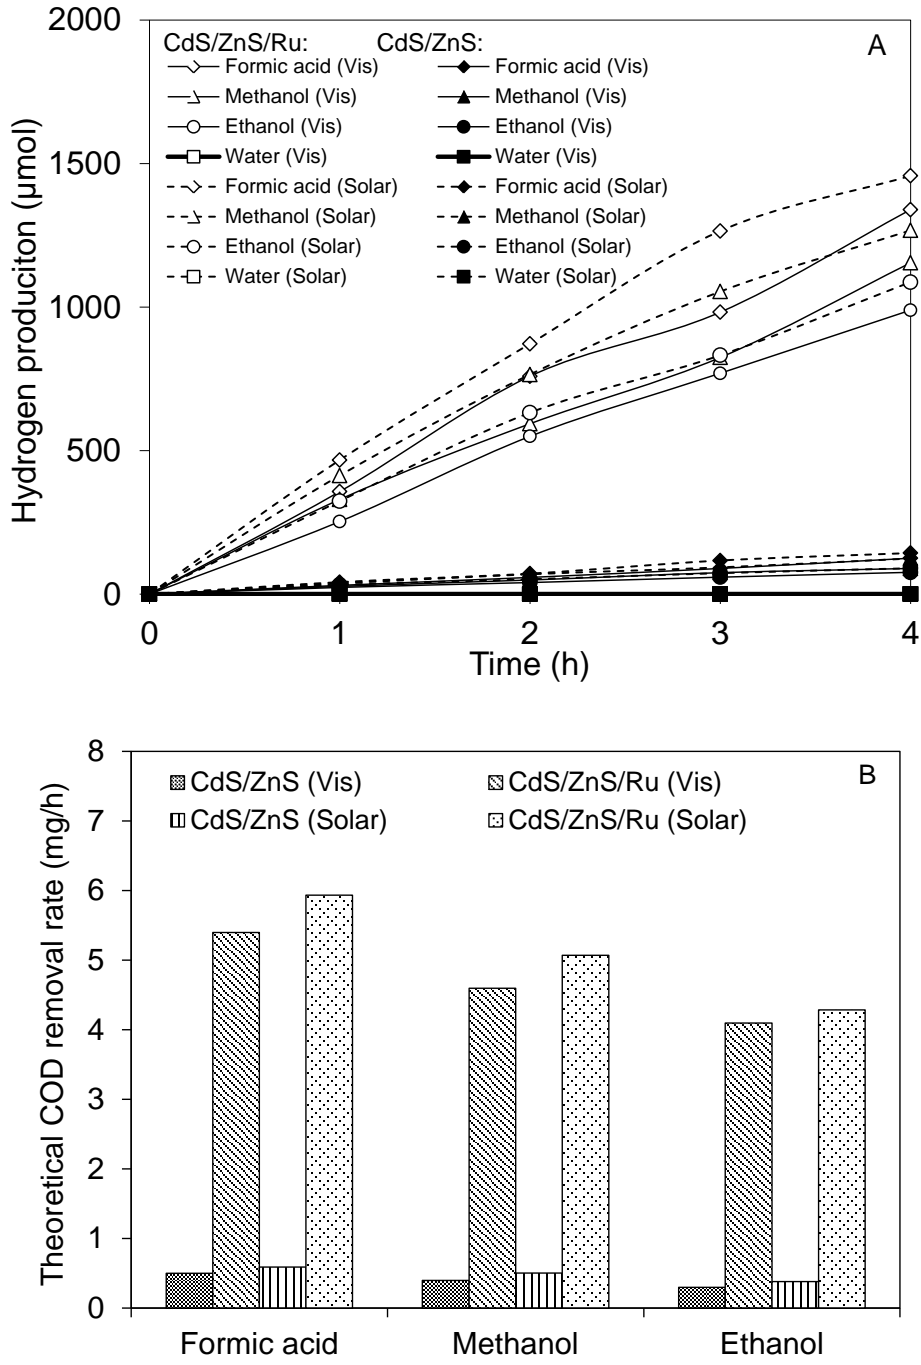 2000
A
CdS/ZnS/Ru: CdS/ZnS:
Formic acid (Vis) Formic acid (Vis)
Methanol (Vis) Methanol (Vis)
Ethanol (Vis) Ethanol (Vis)
Water (Vis) Water (Vis)
Formic acid (Solar) Formic acid (Solar)
Methanol (Solar) Methanol (Solar)
Ethanol (Solar) Ethanol (Solar)
Water (Solar) Water (Solar)
1500
1000
500
0
Hydrogen produciton (µmol)
0 1 2 3 4
Time (h)
8
B
CdS/ZnS (Vis) CdS/ZnS/Ru (Vis)
CdS/ZnS (Solar) CdS/ZnS/Ru (Solar)
7
6
5
4
3
2
1
0
Theoretical COD removal rate (mg/h)
Formic acid Methanol Ethanol